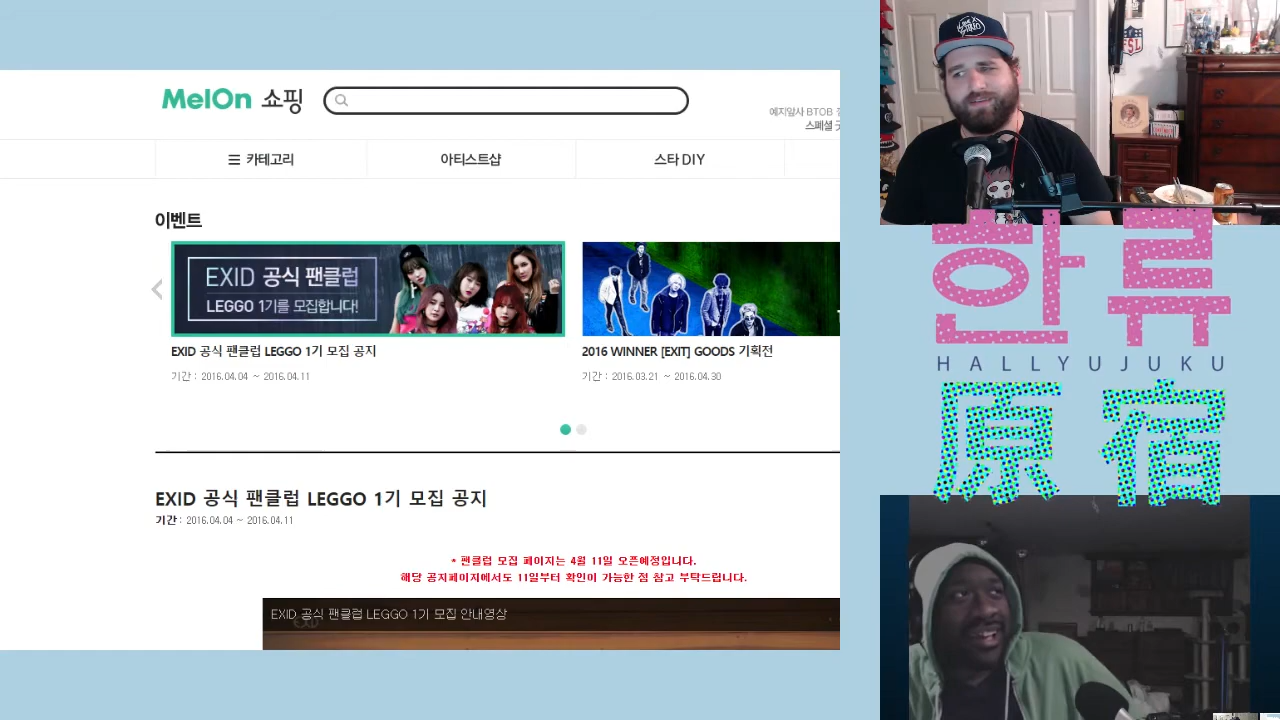 MelOn 쇼핑
예지앞사 BTOB
스페셜
카테고리
아티스트샵
스타 DIY
이벤트
EXID 공식 팬클럽
LEGGO 1기를 모집합니다!
EXID 공식 팬클럽 LEGGO 1기 모집 공지
기간 : 2016.04.04 ~ 2016.04.11
2016 WINNER [EXIT] GOODS 기획전
기간 : 2016.03.21 ~ 2016.04.30
EXID 공식 팬클럽 LEGGO 1기 모집 공지
기간 : 2016.04.04 ~ 2016.04.11
* 팬클럽 모집 페이지는 4월 11일 오픈예정입니다.
해당 공지페이지에서도 11일부터 확인이 가능한 점 참고 부탁드립니다.
EXID 공식 팬클럽 LEGGO 1기 모집 안내영상
한류
HALLYUJUKU
原宿